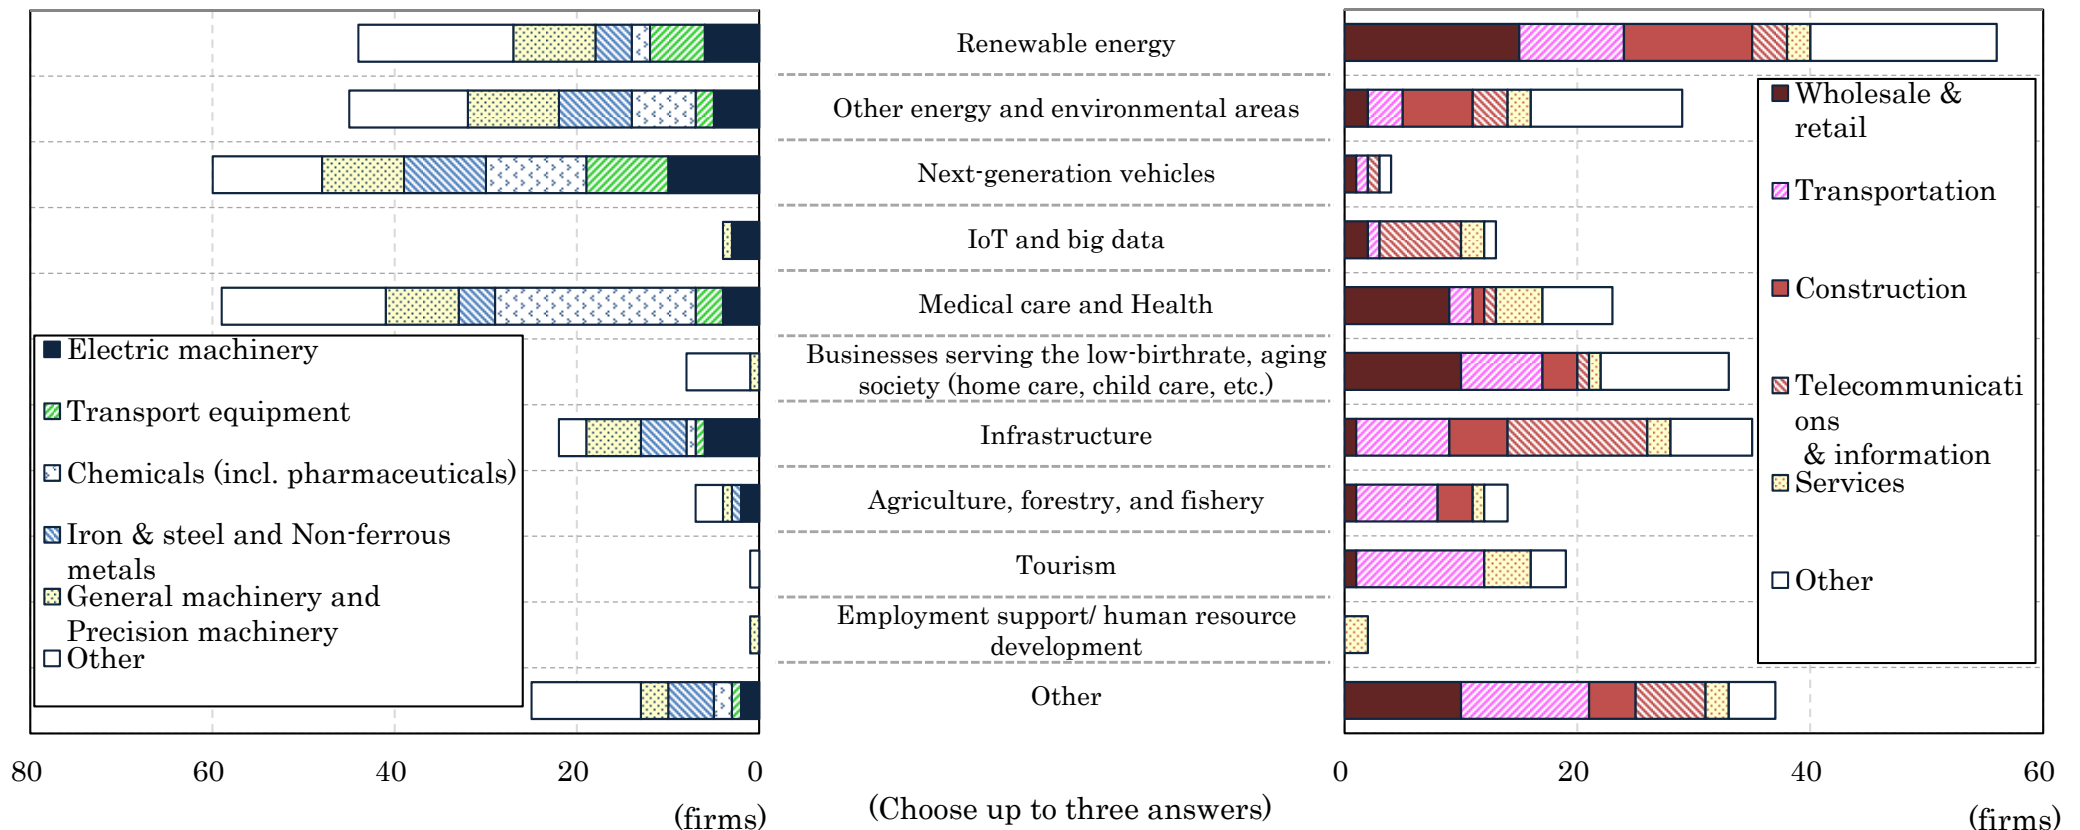 Renewable energy
Other energy and environmental areas
Next-generation vehicles
IoT and big data
Medical care and Health
Businesses serving the low-birthrate, aging
society (home care, child care, etc.)
Infrastructure
Agriculture, forestry, and fishery
Tourism
Employment support/ human resource
development
Other
Electric machinery
Transport equipment
Chemicals (incl. pharmaceuticals)
Iron & steel and Non-ferrous
metals
General machinery and
Precision machinery
Other
Wholesale &
retail
Transportation
Construction
Telecommunicati
ons
& information
Services
Other
80 60 40 20 0
(firms)
(Choose up to three answers)
0 20 40 60
(firms)